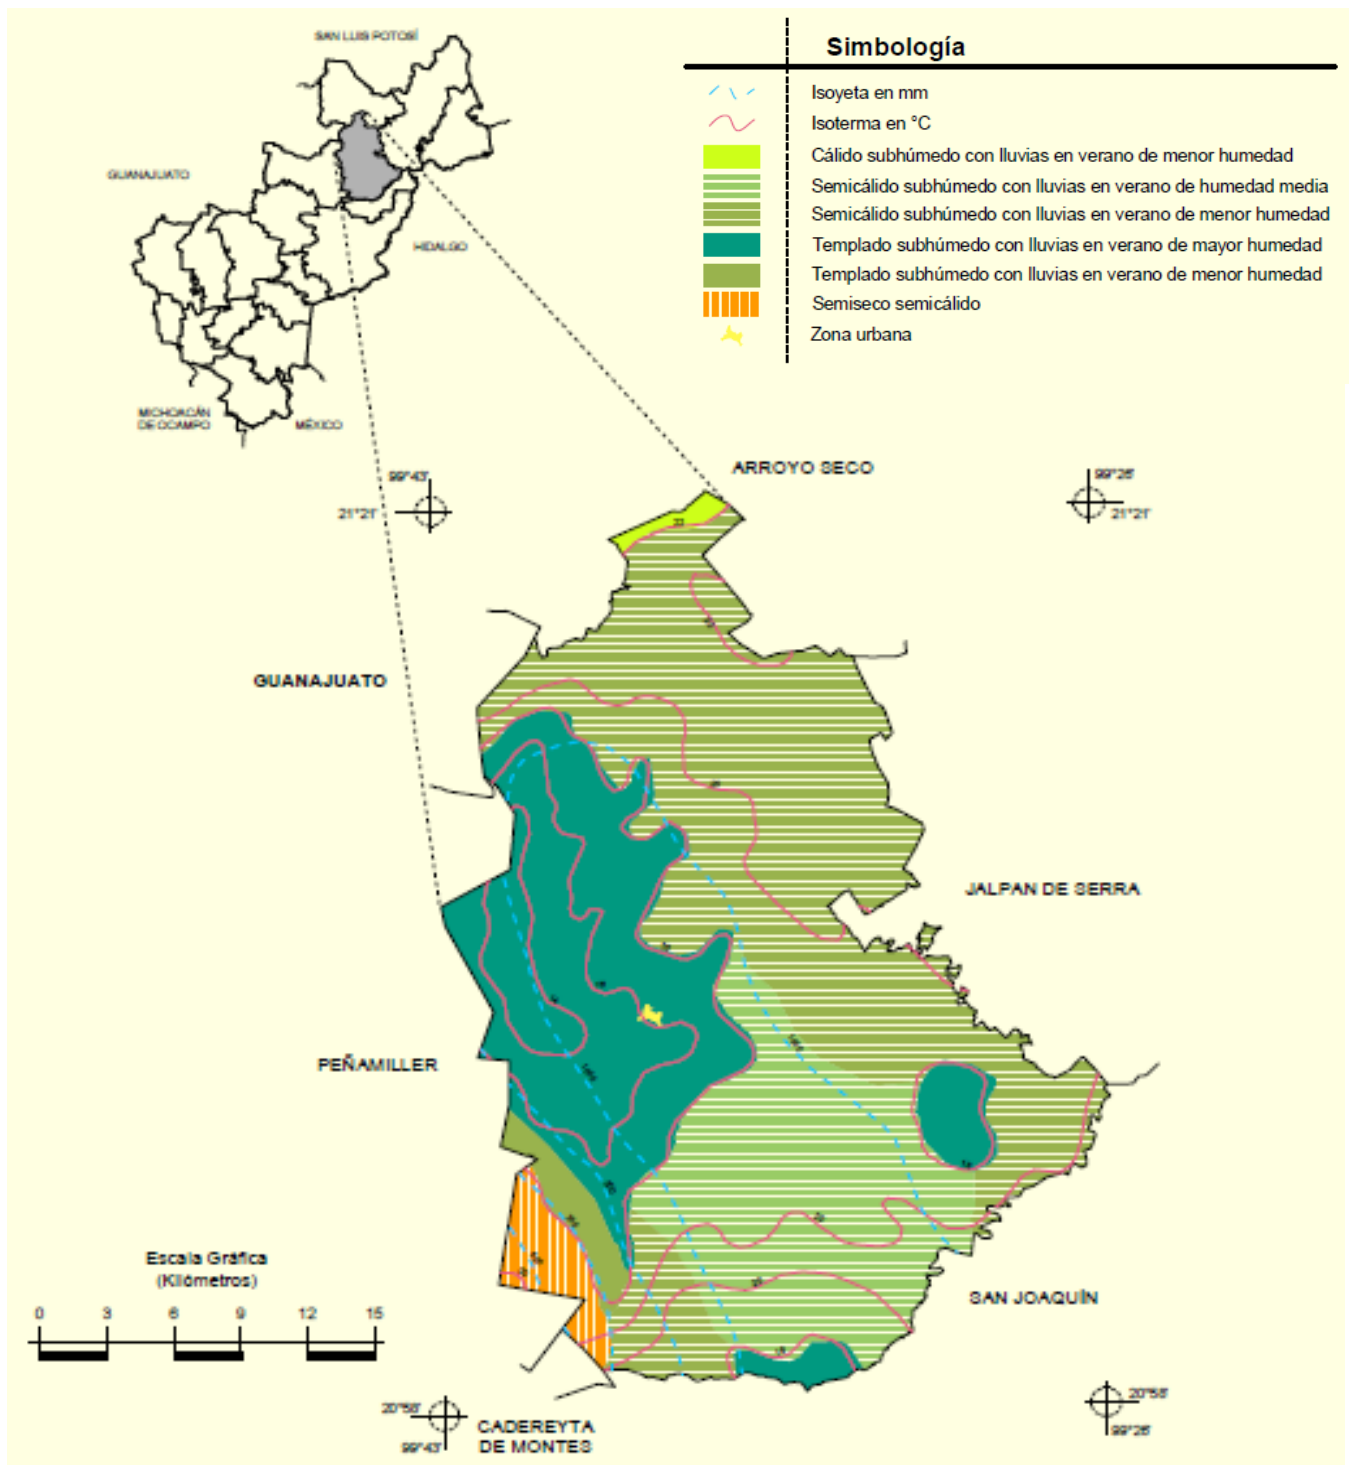 SAN LUIS POTOSÍ
GUANAJUATO
HIDALGO
MICHOACÁN
DE OCAMPO
MÉXICO
Simbología
Isoyeta en mm
Isoterma en °C
Cálido subhúmedo con lluvias en verano de menor humedad
Semicálido subhúmedo con lluvias en verano de humedad media
Semicálido subhúmedo con lluvias en verano de menor humedad
Templado subhúmedo con lluvias en verano de mayor humedad
Templado subhúmedo con lluvias en verano de menor humedad
Semiseco semicálido
Zona urbana
ARROYO SECO
99°43'
21°21'
99°26'
21°21'
GUANAJUATO
JALPAN DE SERRA
PEÑAMILLER
Escala Gráfica
(Kilómetros)
0 3 6 9 12 15
SAN JOAQUÍN
20°58'
99°43'
CADEREYTA
DE MONTES
20°58'
99°26'